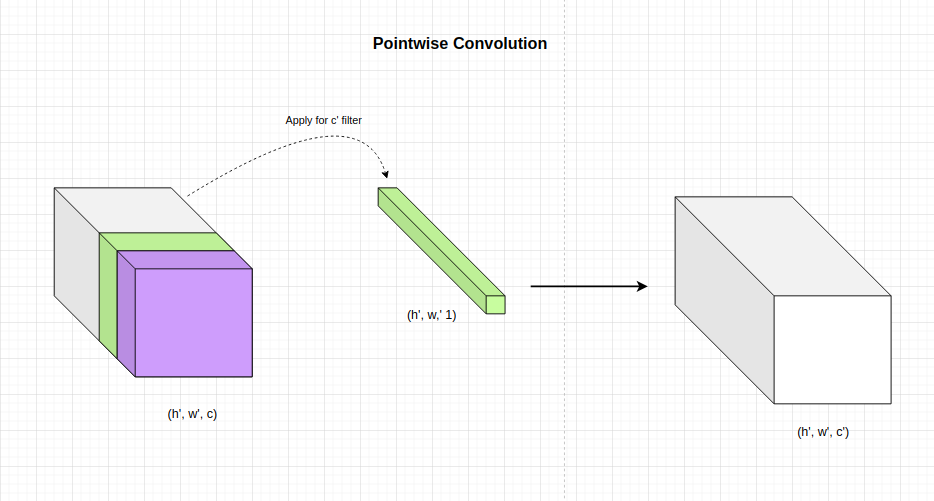 Pointwise Convolution
Apply for c' filter
(h', w,' 1)
(h', w', c)
(h', w', c')